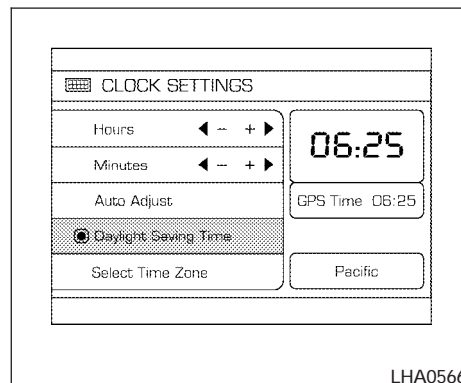 CLOCK SETTINGS
Hours − +
Minutes − +
Auto Adjust
Daylight Saving Time
Select Time Zone
06:25
GPS Time 06:25
Pacific
LHA0566